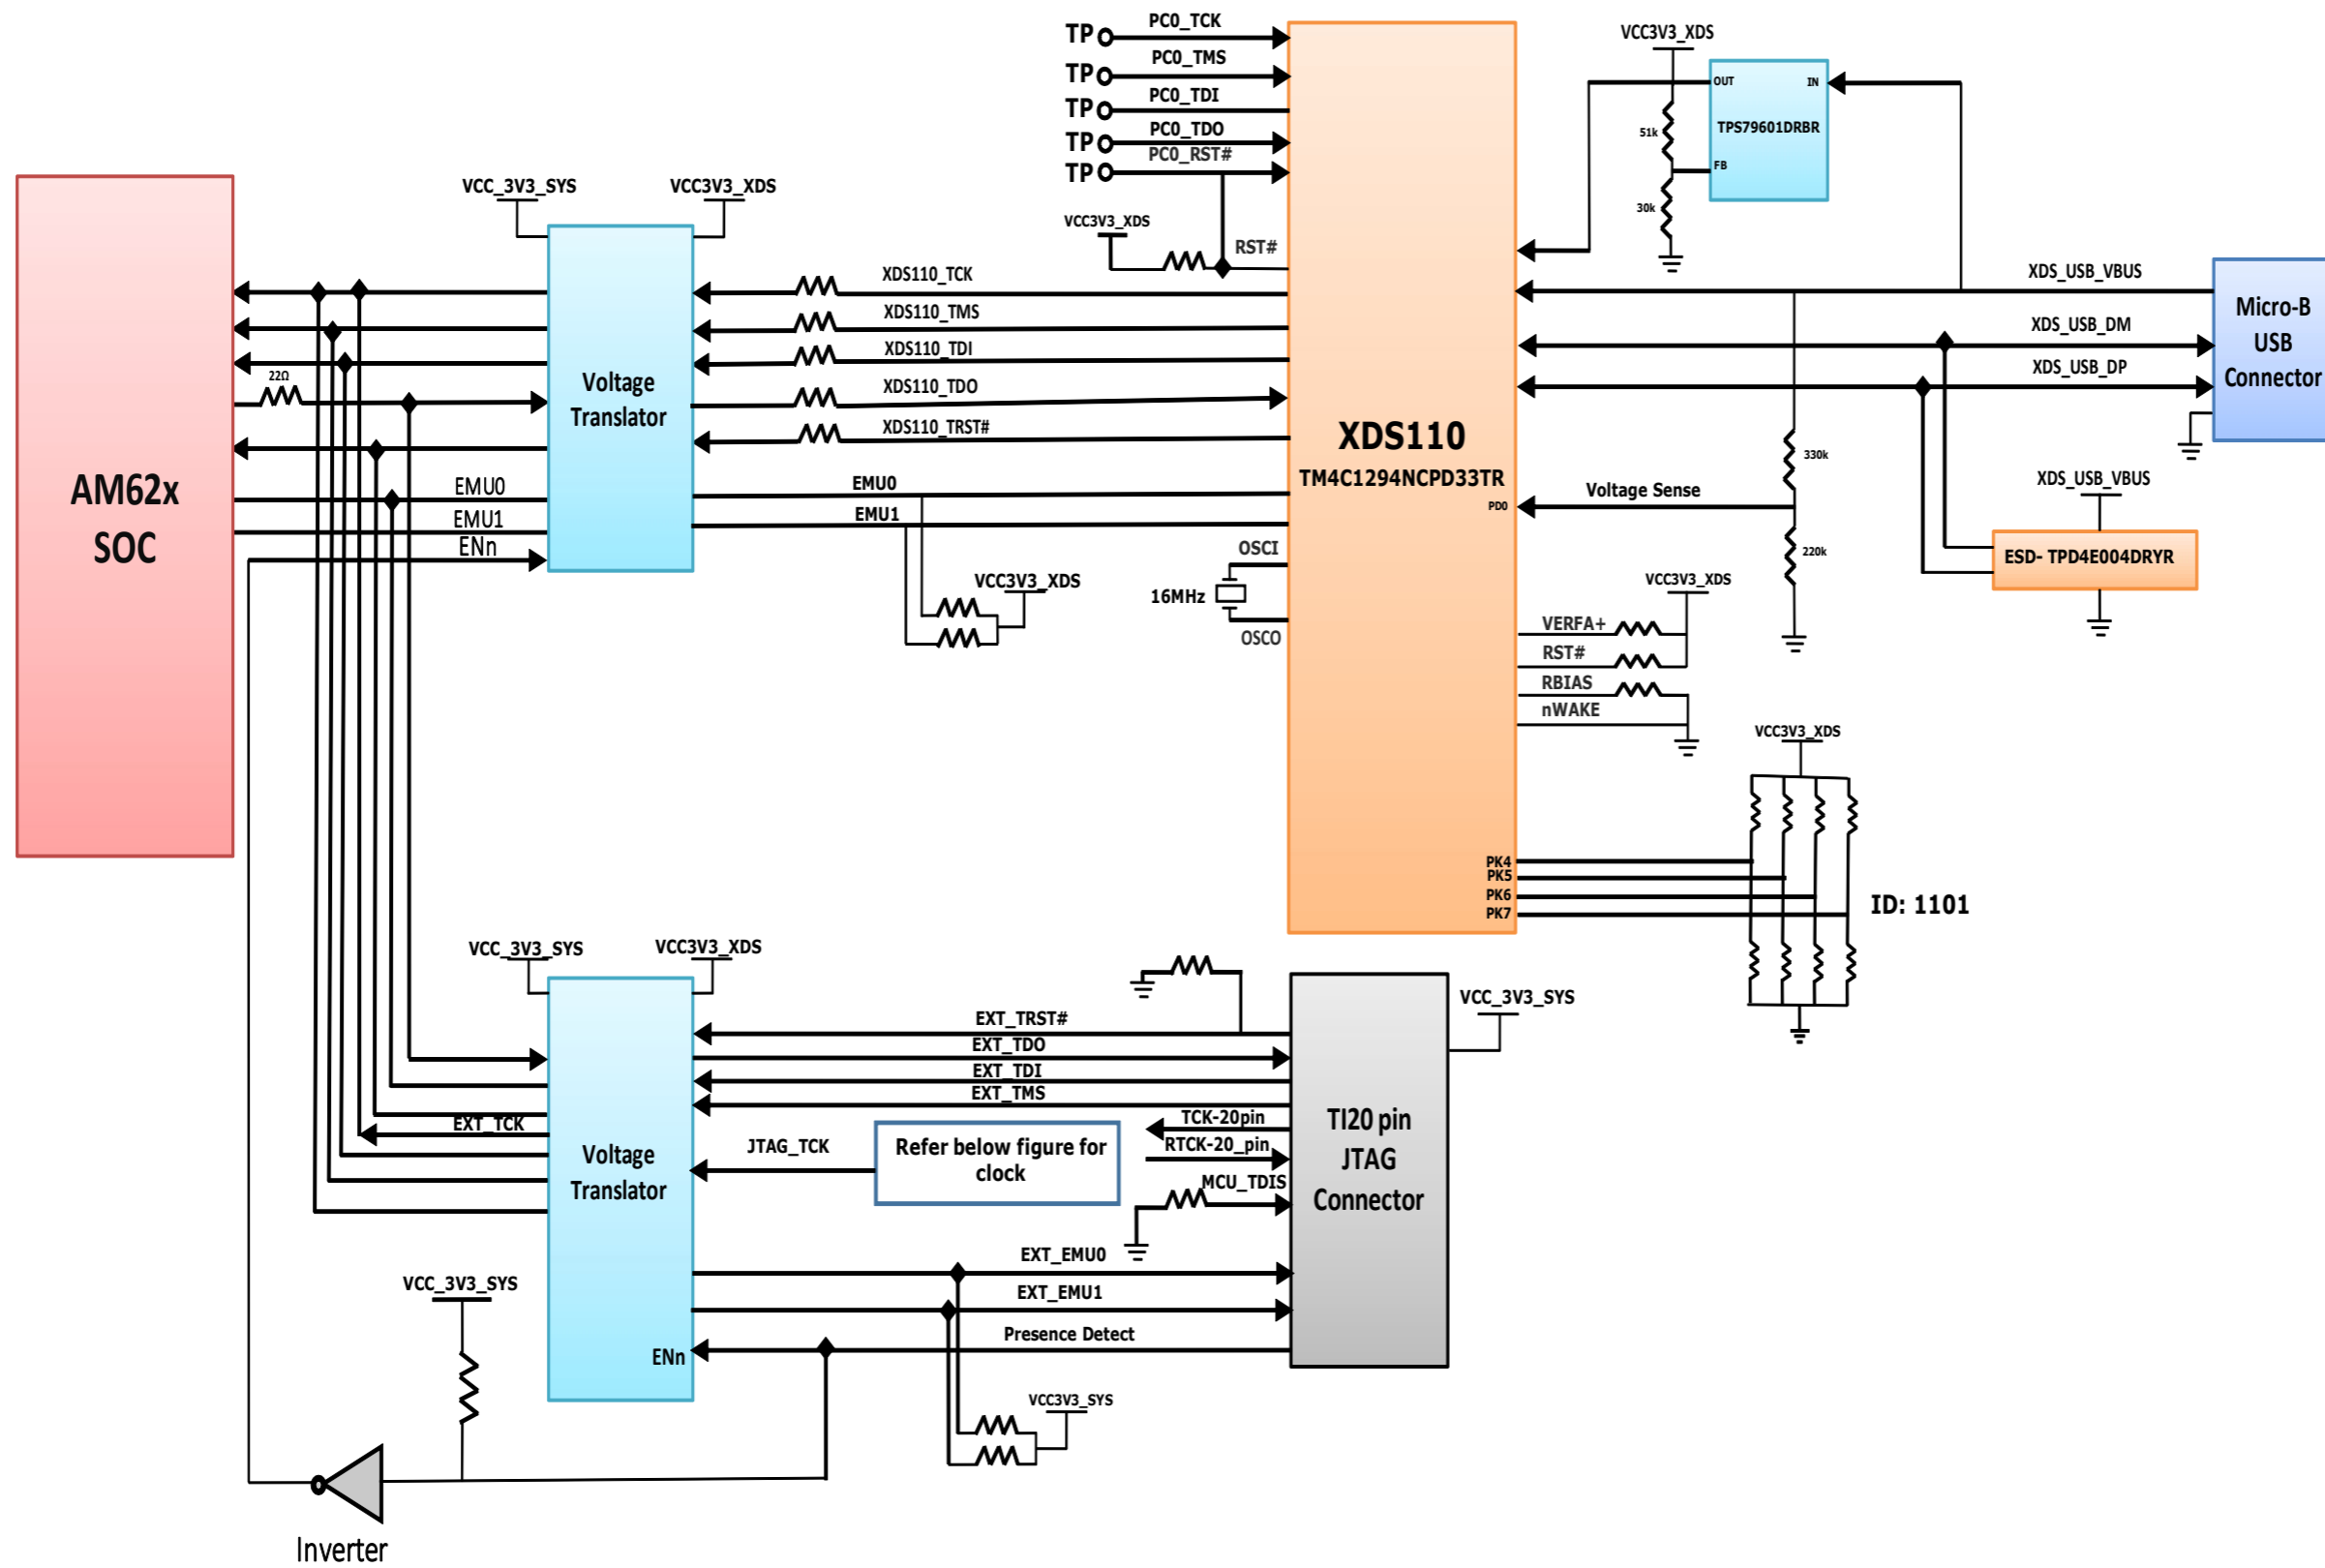 TP
PC0_TCK
TP
PC0_TMS
TP
PC0_TDI
TP
PC0_TDO
TP
PC0_RST#
VCC3V3_XDS
RST#
AM62x
SOC
22Ω
EMU0
EMU1
ENn
VCC_3V3_SYS
VCC3V3_XDS
Voltage
Translator
XDS110_TCK
XDS110_TMS
XDS110_TDI
XDS110_TDO
XDS110_TRST#
EMU0
EMU1
VCC3V3_XDS
OSCI
16MHz
OSCO
XDS110
TM4C1294NCPD33TR
PD0
PK4
PK5
PK6
PK7
VCC3V3_XDS
51k
30k
OUT
IN
TPS79601DRBR
FB
XDS_USB_VBUS
XDS_USB_DM
XDS_USB_DP
Micro-B
USB
Connector
330k
Voltage Sense
220k
XDS_USB_VBUS
ESD- TPD4E004DRYR
VCC3V3_XDS
VERFA+
RST#
RBIAS
nWAKE
VCC3V3_XDS
ID: 1101
VCC_3V3_SYS
VCC3V3_XDS
EXT_TCK
Voltage
Translator
ENn
EXT_TRST#
EXT_TDO
EXT_TDI
EXT_TMS
TCK-20pin
RTCK-20_pin
JTAG_TCK
Refer below figure for
clock
MCU_TDIS
EXT_EMU0
EXT_EMU1
Presence Detect
TI20 pin
JTAG
Connector
VCC_3V3_SYS
VCC_3V3_SYS
VCC3V3_SYS
Inverter